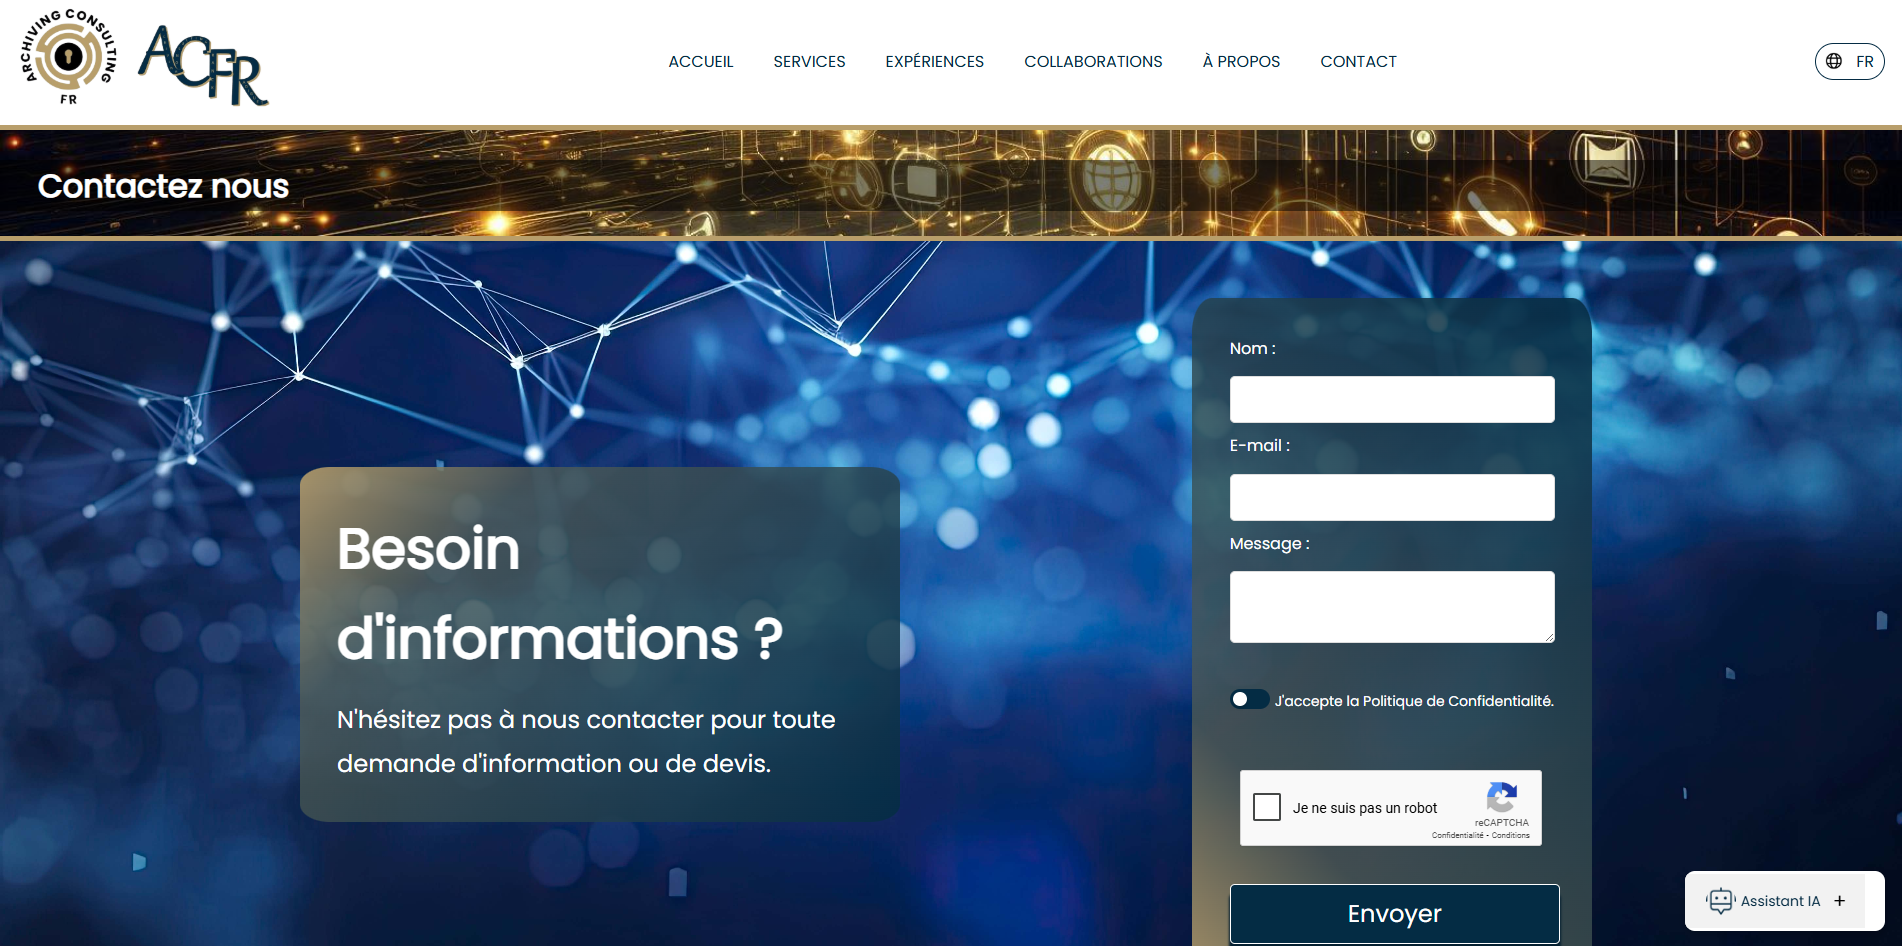 ARCHIVING CONSULTING
FR
ACFR
ACCUEIL SERVICES EXPÉRIENCES COLLABORATIONS À PROPOS CONTACT
FR
Contactez nous
Besoin
d'informations ?
N'hésitez pas à nous contacter pour toute
demande d'information ou de devis.
Nom :
E-mail :
Message :
J'accepte la Politique de Confidentialité.
Je ne suis pas un robot
reCAPTCHA
Confidentialité - Conditions
Envoyer
Assistant IA +